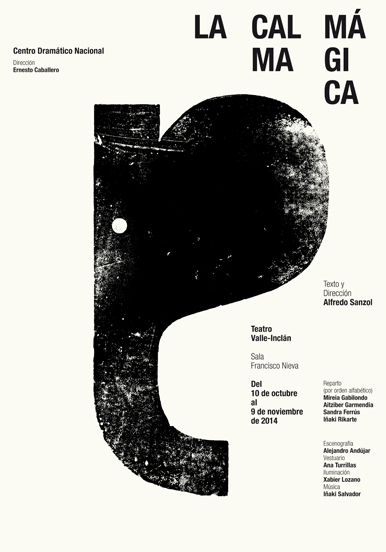 LA CAL MÁ
MA GI
CA
Centro Dramático Nacional
Dirección
Ernesto Caballero
Texto y
Dirección
Alfredo Sanzol
Teatro
Valle-Inclán
Sala
Francisco Nieva
Del
10 de octubre
al
9 de noviembre
de 2014
Reparto
(por orden alfabético)
Mireia Gabilondo
Aitziber Garmendia
Sandra Ferrús
Iñaki Rikarte
Escenografía
Alejandro Andújar
Vestuario
Ana Turrillas
Iluminación
Xabier Lozano
Música
Iñaki Salvador